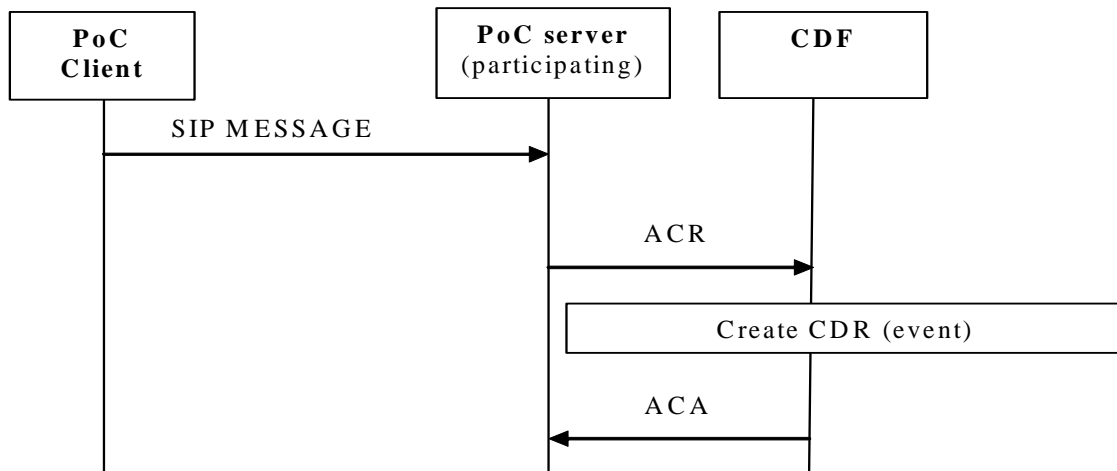 PoC
Client
PoC server
(participating)
CDF
SIP MESSAGE
ACR
Create CDR (event)
ACA